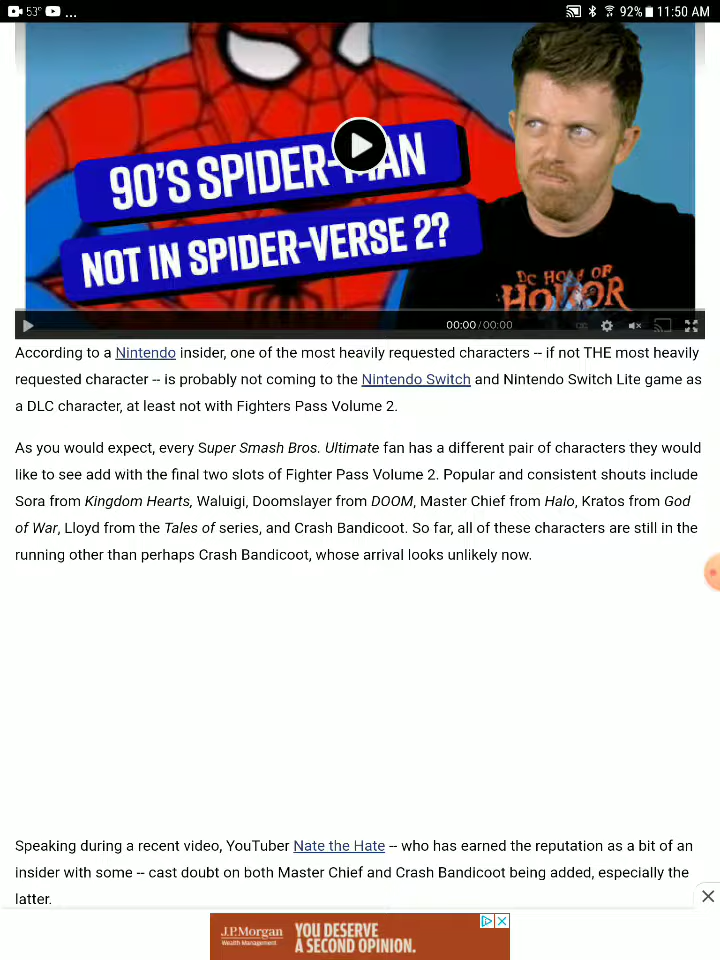 53° ...
92% 11:50 AM
90'S SPIDER-MAN
NOT IN SPIDER-VERSE 2?
DC HO OF
HORROR
00:00 / 00:00
According to a Nintendo insider, one of the most heavily requested characters -- if not THE most heavily
requested character -- is probably not coming to the Nintendo Switch and Nintendo Switch Lite game as
a DLC character, at least not with Fighters Pass Volume 2.
As you would expect, every Super Smash Bros. Ultimate fan has a different pair of characters they would
like to see add with the final two slots of Fighter Pass Volume 2. Popular and consistent shouts include
Sora from Kingdom Hearts, Waluigi, Doomslayer from DOOM, Master Chief from Halo, Kratos from God
of War, Lloyd from the Tales of series, and Crash Bandicoot. So far, all of these characters are still in the
running other than perhaps Crash Bandicoot, whose arrival looks unlikely now.
Speaking during a recent video, YouTuber Nate the Hate -- who has earned the reputation as a bit of an
insider with some -- cast doubt on both Master Chief and Crash Bandicoot being added, especially the
latter.
J.P.Morgan
Wealth Management
YOU DESERVE
A SECOND OPINION.